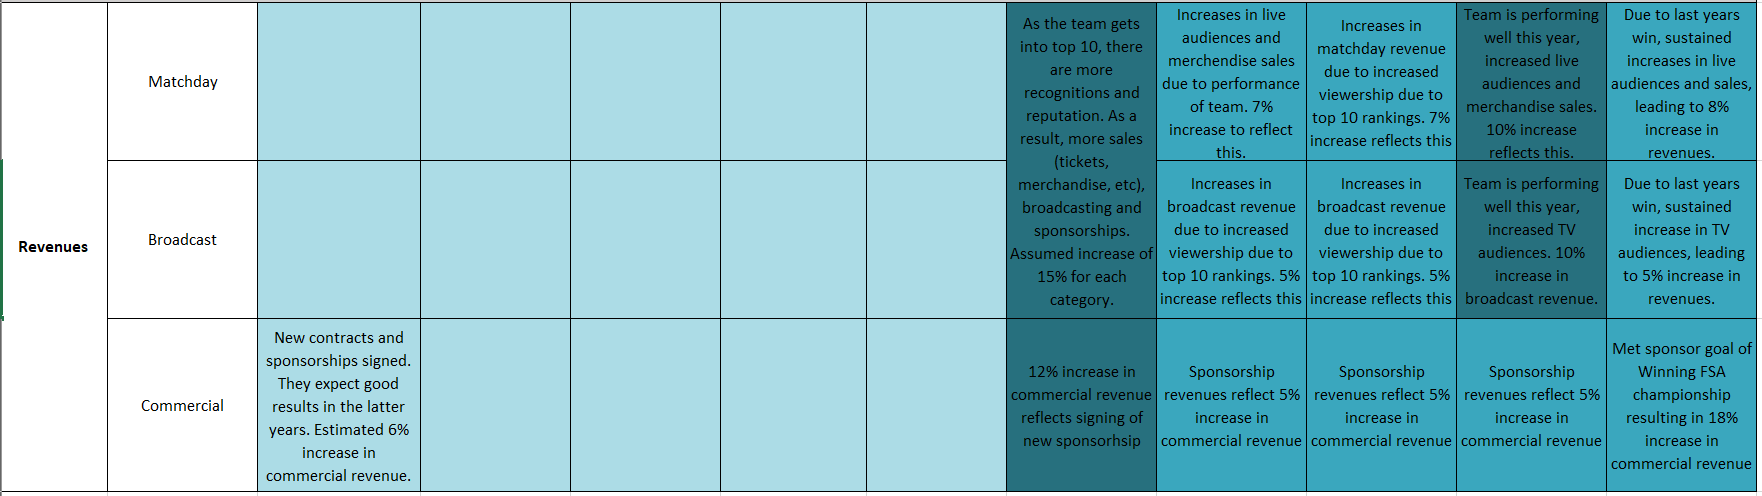 Revenues
Matchday
As the team gets
into top 10, there
are more
recognitions and
reputation. As a
result, more sales
(tickets,
merchandise, etc),
broadcasting and
sponsorships.
Assumed increase of
15% for each
category.
Increases in live
audiences and
merchendise sales
due to performance
of team. 7%
increase to reflect
this.
Increases in
matchday revenue
due to increased
viewership due to
top 10 rankings. 7%
increase reflects this
Team is performing
well this year,
increased live
audiences and
merchandise sales.
10% increase
reflects this.
Due to last years
win, sustained
increases in live
audiences and sales,
leading to 8%
increase in
revenues.
Broadcast
Increases in
broadcast revenue
due to increased
viewership due to
top 10 rankings. 5%
increase reflects this
Increases in
broadcast revenue
due to increased
viewership due to
top 10 rankings. 5%
increase reflects this
Team is performing
well this year,
increased TV
audiences. 10%
increase in
broadcast revenue.
Due to last years
win, sustained
increase in TV
audiences, leading
to 5% increase in
revenues.
Commercial
New contracts and
sponsorships signed.
They expect good
results in the latter
years. Estimated 6%
increase in
commercial revenue.
12% increase in
commercial revenue
reflects signing of
new sponsorhsip
Sponsorship
revenues reflect 5%
increase in
commercial revenue
Sponsorship
revenues reflect 5%
increase in
commercial revenue
Sponsorship
revenues reflect 5%
increase in
commercial revenue
Met sponsor goal of
Winning FSA
championship
resulting in 18%
increase in
commercial revenue